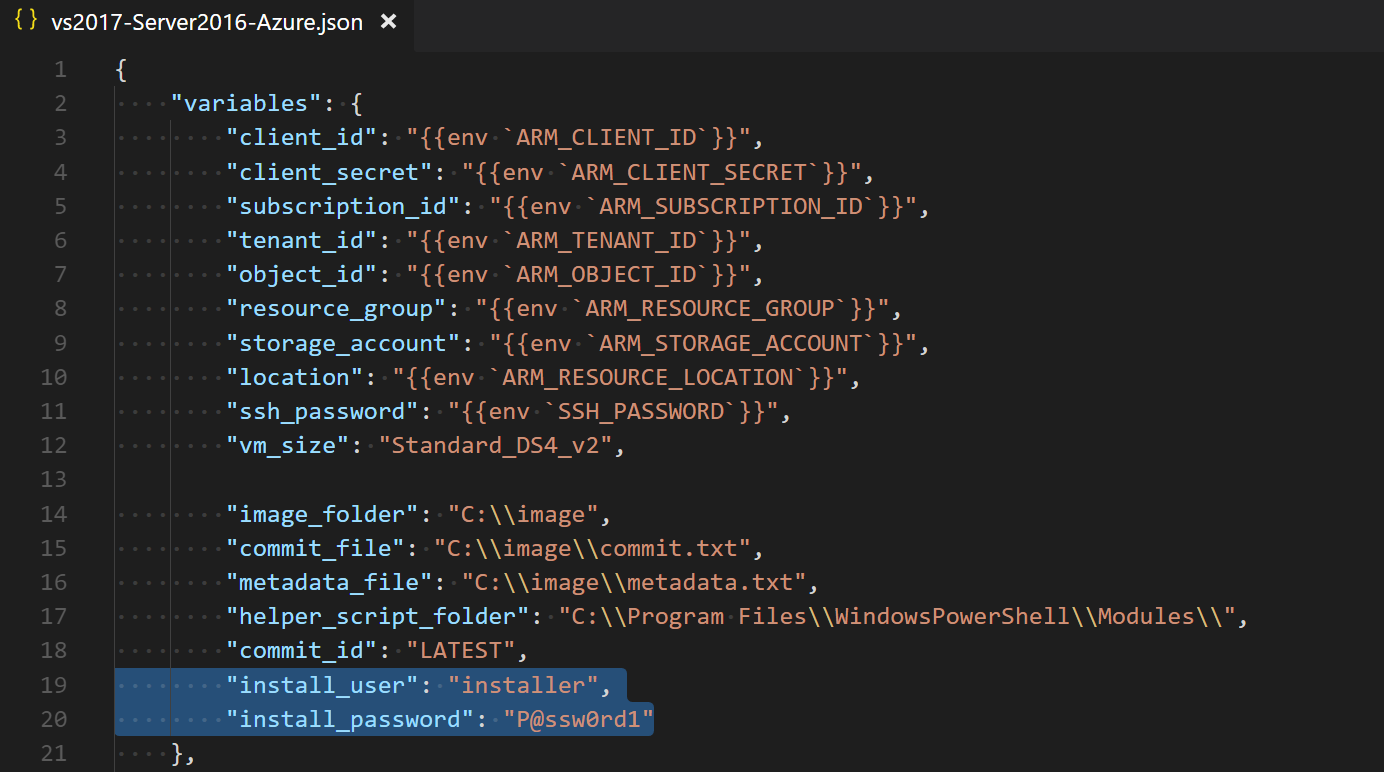 {} vs2017-Server2016-Azure.json ×
1 {
2     "variables": {
3         "client_id": "{{env `ARM_CLIENT_ID`}}",
4         "client_secret": "{{env `ARM_CLIENT_SECRET`}}",
5         "subscription_id": "{{env `ARM_SUBSCRIPTION_ID`}}",
6         "tenant_id": "{{env `ARM_TENANT_ID`}}",
7         "object_id": "{{env `ARM_OBJECT_ID`}}",
8         "resource_group": "{{env `ARM_RESOURCE_GROUP`}}",
9         "storage_account": "{{env `ARM_STORAGE_ACCOUNT`}}",
10         "location": "{{env `ARM_RESOURCE_LOCATION`}}",
11         "ssh_password": "{{env `SSH_PASSWORD`}}",
12         "vm_size": "Standard_DS4_v2",
13
14         "image_folder": "C:\\image",
15         "commit_file": "C:\\image\\commit.txt",
16         "metadata_file": "C:\\image\\metadata.txt",
17         "helper_script_folder": "C:\\Program Files\\WindowsPowerShell\\Modules\\",
18         "commit_id": "LATEST",
19         "install_user": "installer",
20         "install_password": "P@ssw0rd1"
21     },